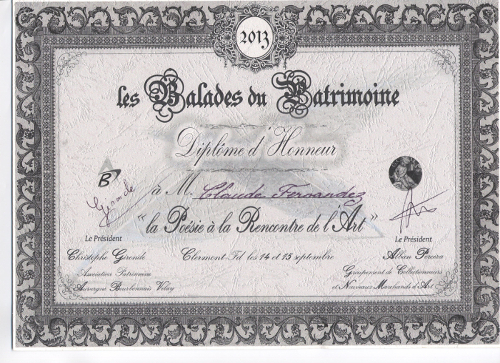 2013
les Balades du Patrimoine
Diplôme d'Honneur
B
à M. Claude Fernandez
"la Poësie à la Rencontre de l'Art"
Le Président
Le Président
Christophe Gironde
Clermont-Fd les 14 et 15 septembre
Alban Pereira
Association Patrimoine
Auvergne Bourbonnais Velay
Groupement de Collectionneurs
et Nouveaux Marchands d'Art